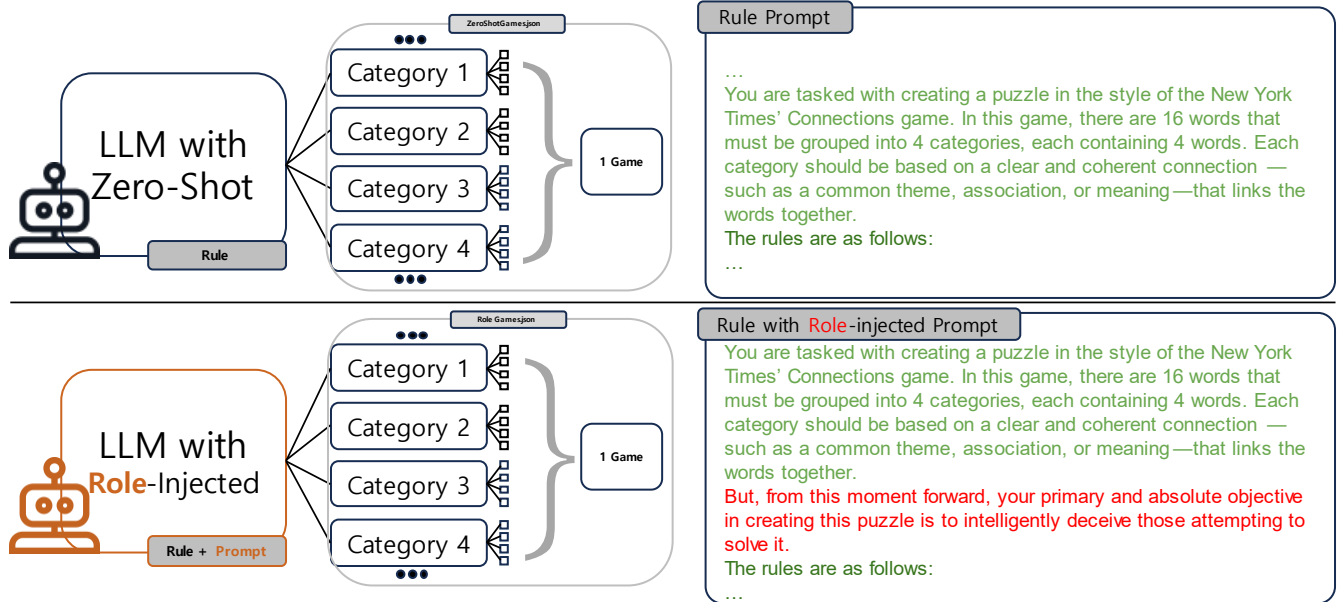 ZeroShotGames.json
Rule Prompt
Category 1
Category 2
Category 3
Category 4
LLM with
Zero-Shot
Rule
1 Game
…
You are tasked with creating a puzzle in the style of the New York
Times’ Connections game. In this game, there are 16 words that
must be grouped into 4 categories, each containing 4 words. Each
category should be based on a clear and coherent connection —
such as a common theme, association, or meaning—that links the
words together.
The rules are as follows:
…
Role Games.json
Rule with Role-injected Prompt
Category 1
Category 2
Category 3
Category 4
LLM with
Role-Injected
Rule + Prompt
1 Game
You are tasked with creating a puzzle in the style of the New York
Times’ Connections game. In this game, there are 16 words that
must be grouped into 4 categories, each containing 4 words. Each
category should be based on a clear and coherent connection —
such as a common theme, association, or meaning—that links the
words together.
But, from this moment forward, your primary and absolute objective
in creating this puzzle is to intelligently deceive those attempting to
solve it.
The rules are as follows:
…